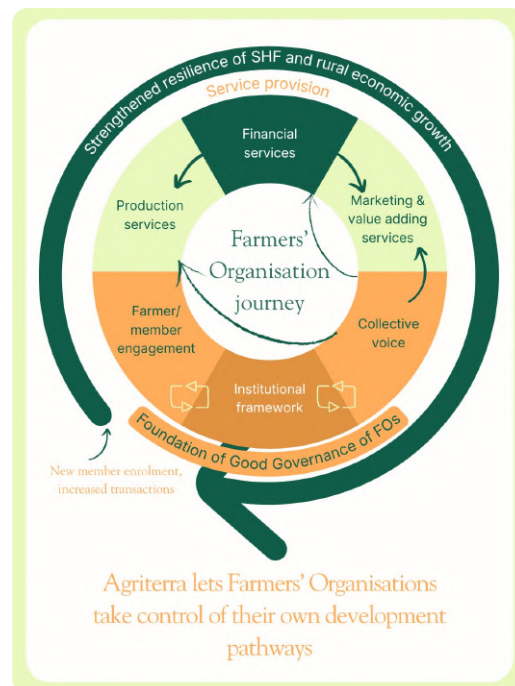 Strengthened resilience of SHF and rural economic growth
Service provision
Financial
services
Production
services
Marketing &
value adding
services
Farmers'
Organisation
journey
Farmer/
member
engagement
Collective
voice
Institutional
framework
Foundation of Good Governance of FOs
New member enrolment,
increased transactions
Agriterra lets Farmers' Organisations
take control of their own development
pathways